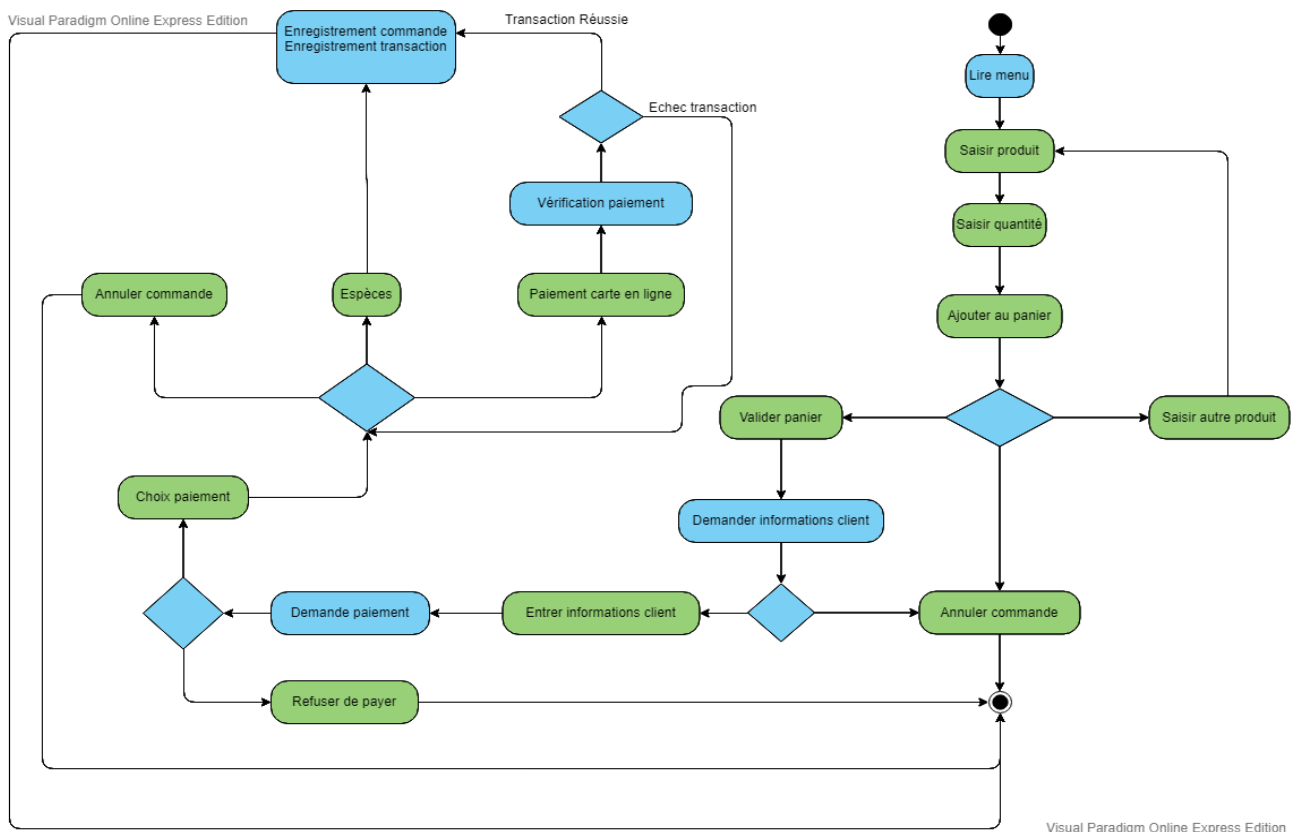 Visual Paradigm Online Express Edition
Enregistrement commande
Enregistrement transaction
Transaction Réussie
Lire menu
Echec transaction
Saisir produit
Vérification paiement
Saisir quantité
Annuler commande
Espèces
Paiement carte en ligne
Ajouter au panier
Valider panier
Saisir autre produit
Choix paiement
Demander informations client
Demande paiement
Entrer informations client
Annuler commande
Refuser de payer
Visual Paradigm Online Express Edition